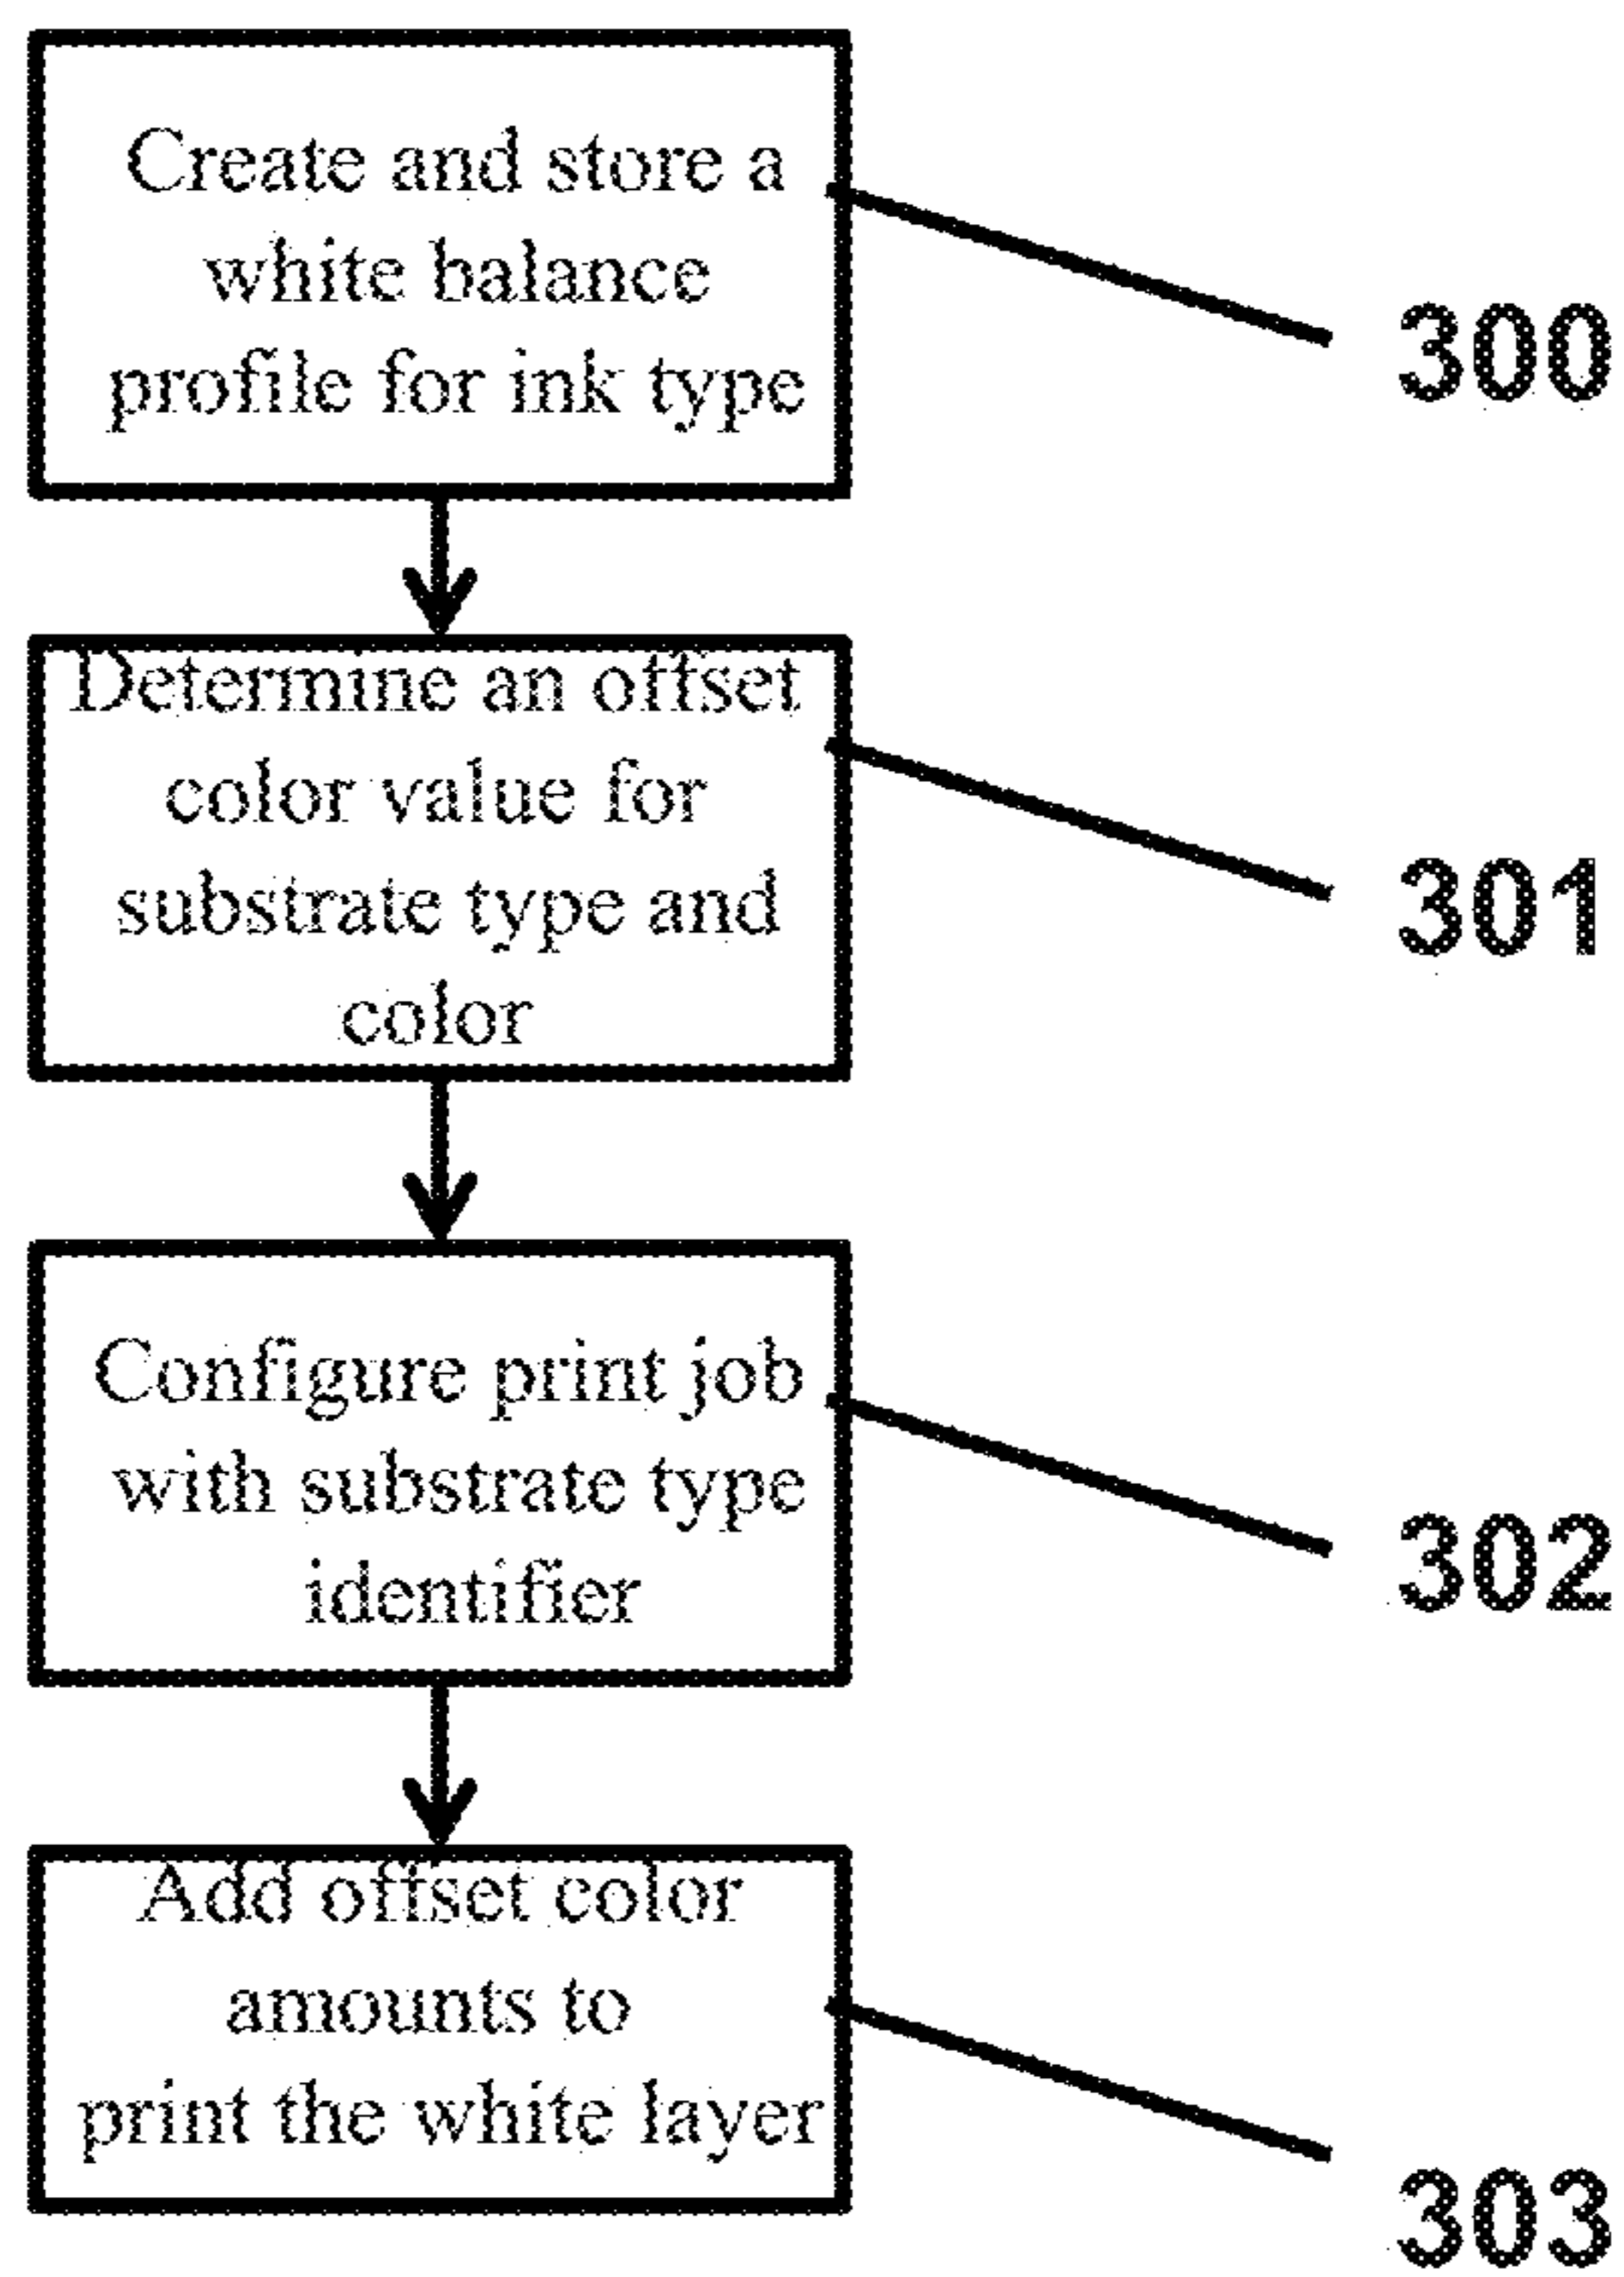 Create and store a
white balance
profile for ink type
300
Determine an offset
color value for
substrate type and
color
301
Configure print job
with substrate type
identifier
302
Add offset color
amounts to
print the white layer
303